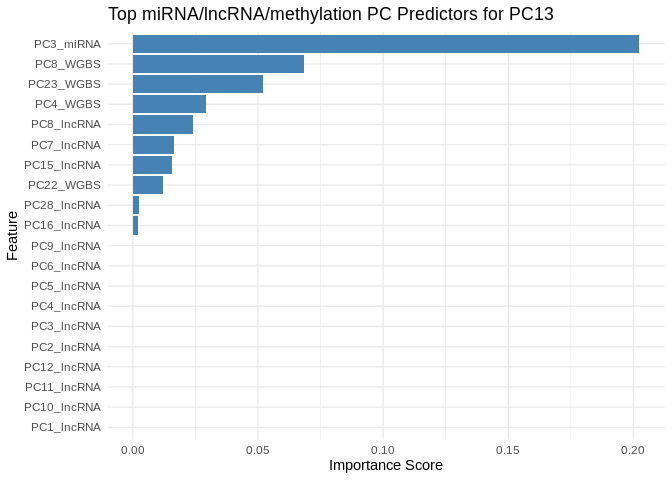 Top miRNA/lncRNA/methylation PC Predictors for PC13
Feature
PC3_miRNA
PC8_WGBS
PC23_WGBS
PC4_WGBS
PC8_lncRNA
PC7_lncRNA
PC15_lncRNA
PC22_WGBS
PC28_lncRNA
PC16_lncRNA
PC9_lncRNA
PC6_lncRNA
PC5_lncRNA
PC4_lncRNA
PC3_lncRNA
PC2_lncRNA
PC12_lncRNA
PC11_lncRNA
PC10_lncRNA
PC1_lncRNA
0.00 0.05 0.10 0.15 0.20
Importance Score